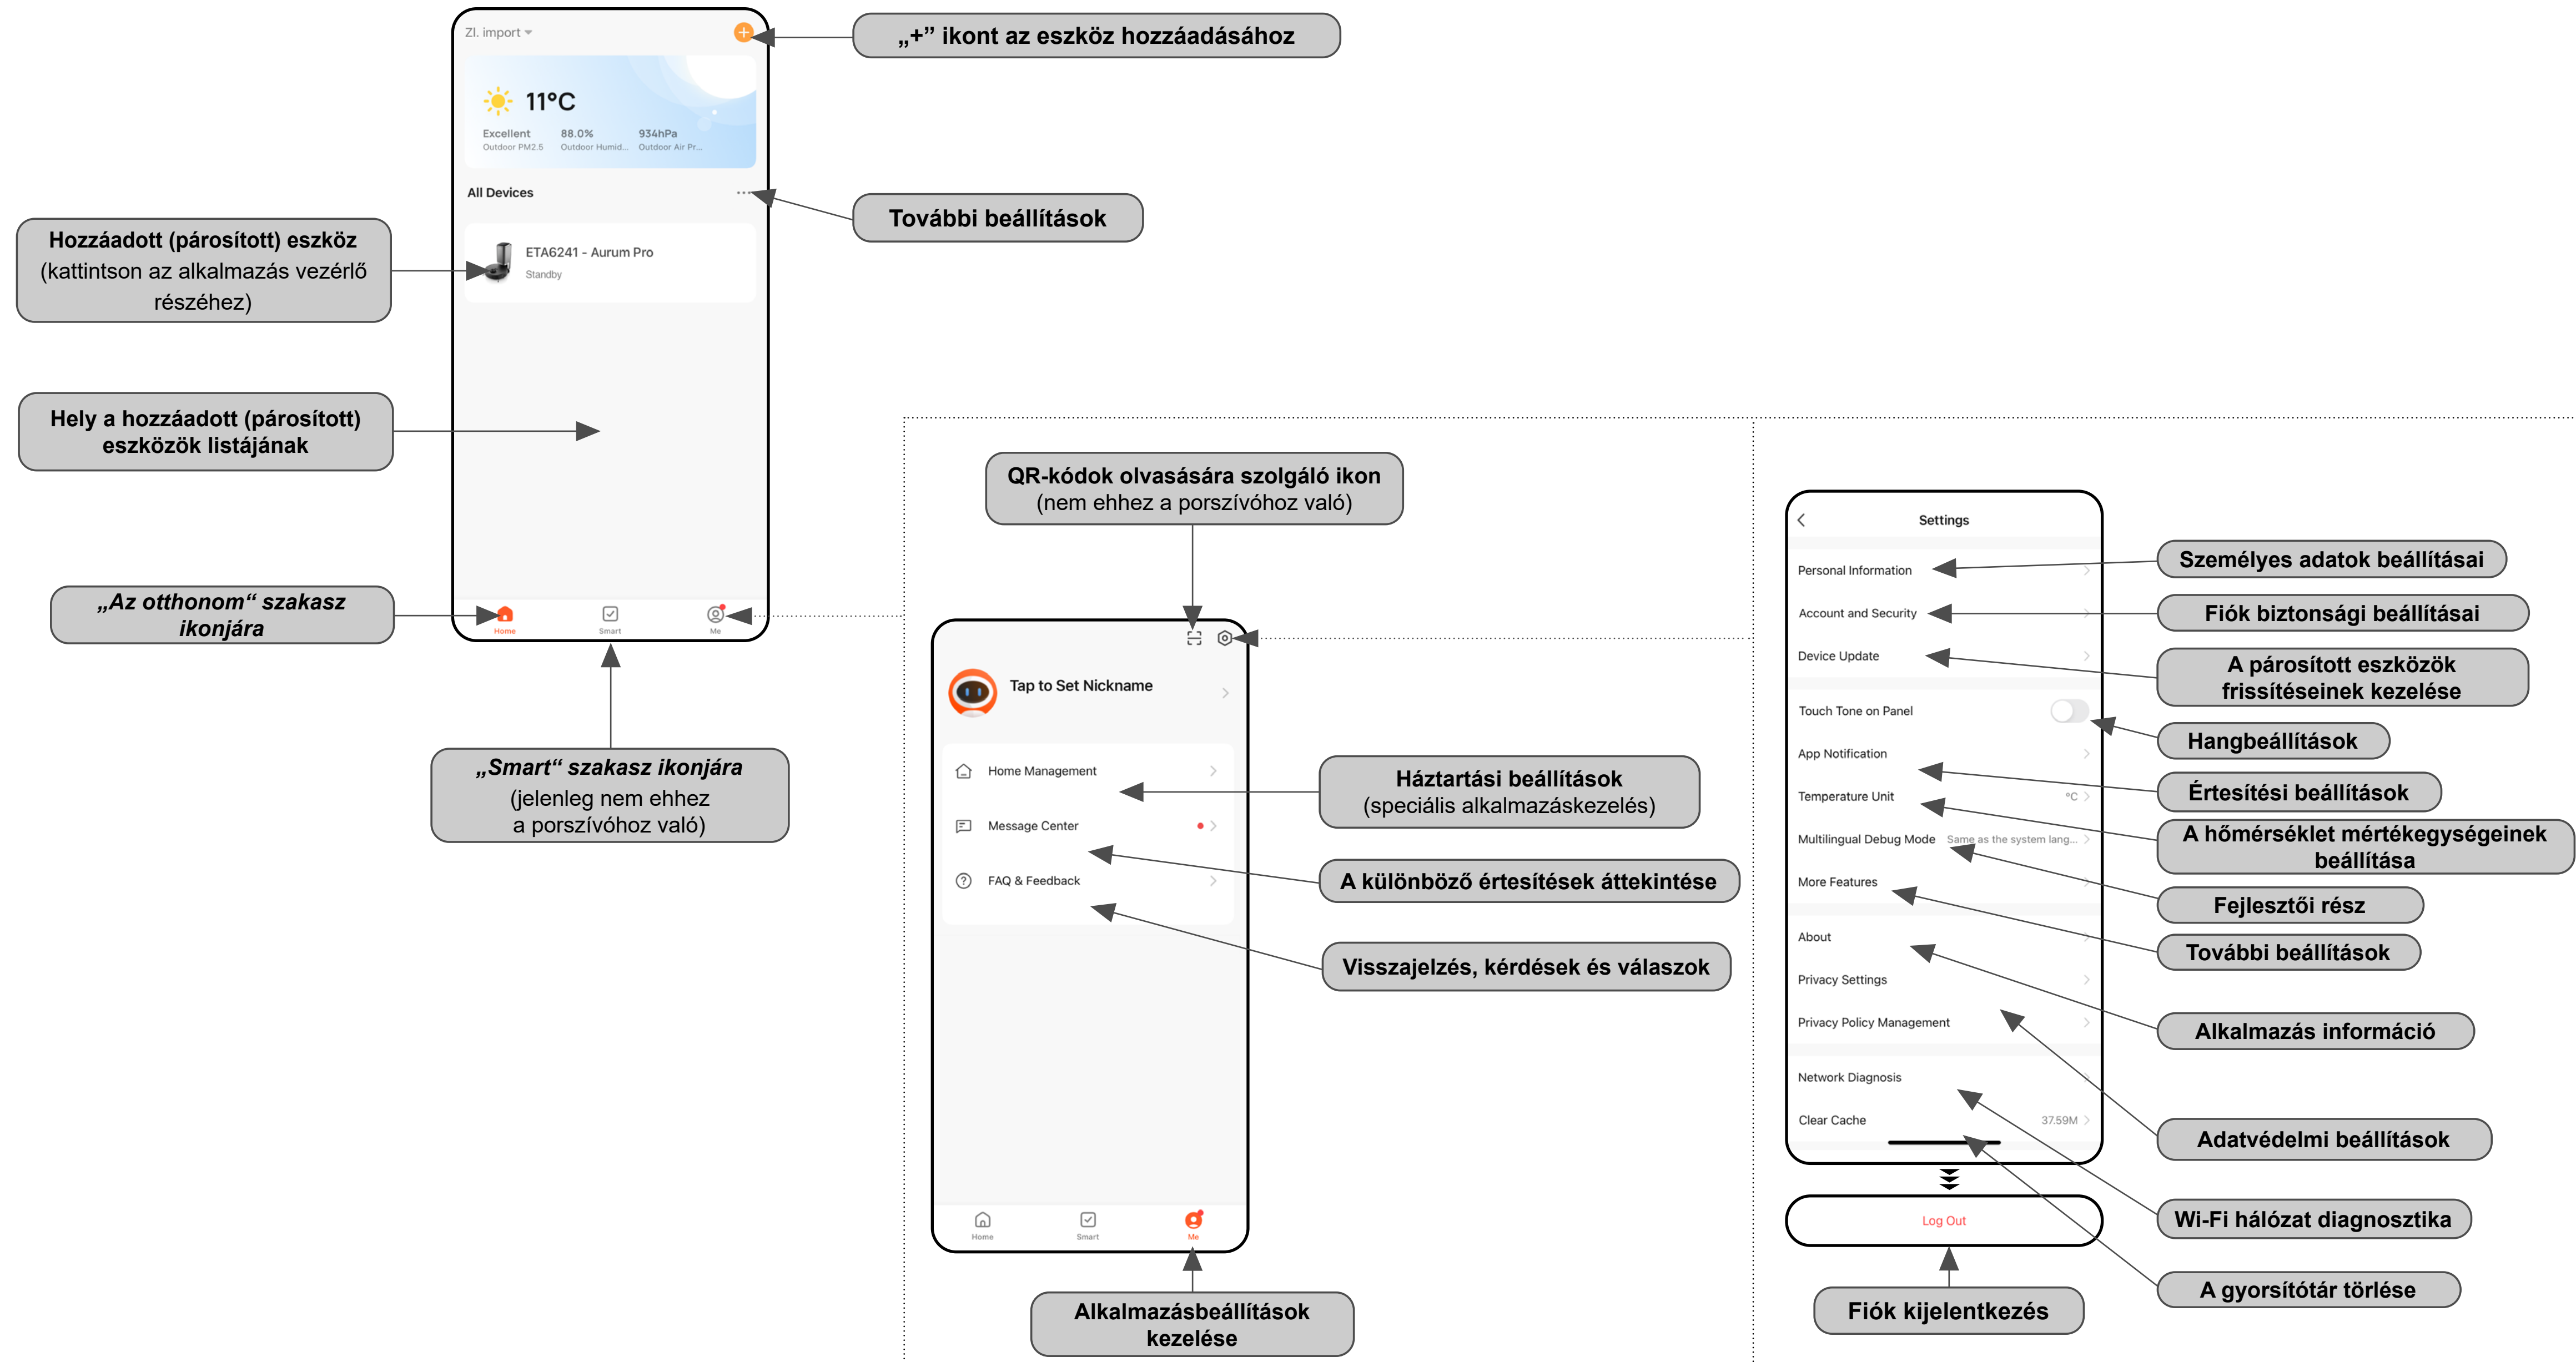 Zl. import
„+” ikont az eszköz hozzáadásához
11°C
Excellent 88.0% 934hPa
Outdoor PM2.5 Outdoor Humid... Outdoor Air Pr...
All Devices
További beállítások
Hozzáadott (párosított) eszköz
(kattintson az alkalmazás vezérlő
részéhez)
ETA6241 - Aurum Pro
Standby
Hely a hozzáadott (párosított)
eszközök listájának
„Az otthonom“ szakasz
ikonjára
Home Smart Me
„Smart“ szakasz ikonjára
(jelenleg nem ehhez
a porszívóhoz való)
QR-kódok olvasására szolgáló ikon
(nem ehhez a porszívóhoz való)
Tap to Set Nickname
Home Management
Message Center
FAQ & Feedback
Háztartási beállítások
(speciális alkalmazáskezelés)
A különböző értesítések áttekintése
Visszajelzés, kérdések és válaszok
Home Smart Me
Alkalmazásbeállítások
kezelése
Settings
Personal Information
Account and Security
Device Update
Touch Tone on Panel
App Notification
Temperature Unit °C
Multilingual Debug Mode Same as the system lang...
More Features
About
Privacy Settings
Privacy Policy Management
Network Diagnosis
Clear Cache 37.59M
Log Out
Fiók kijelentkezés
Személyes adatok beállításai
Fiók biztonsági beállításai
A párosított eszközök
frissítéseinek kezelése
Hangbeállítások
Értesítési beállítások
A hőmérséklet mértékegységeinek
beállítása
Fejlesztői rész
További beállítások
Alkalmazás információ
Adatvédelmi beállítások
Wi-Fi hálózat diagnosztika
A gyorsítótár törlése